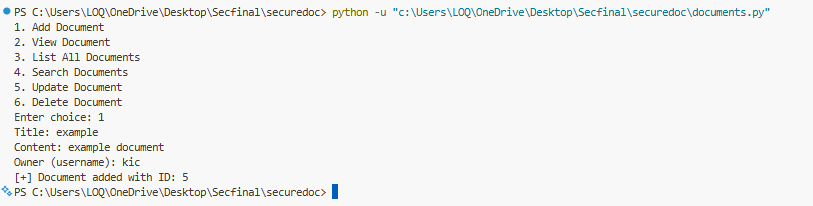 PS C:\Users\LOQ\OneDrive\Desktop\Secfinal\securedoc> python -u "c:\Users\LOQ\OneDrive\Desktop\Secfinal\securedoc\documents.py"
1. Add Document
2. View Document
3. List All Documents
4. Search Documents
5. Update Document
6. Delete Document
Enter choice: 1
Title: example
Content: example document
Owner (username): kic
[+] Document added with ID: 5
PS C:\Users\LOQ\OneDrive\Desktop\Secfinal\securedoc>